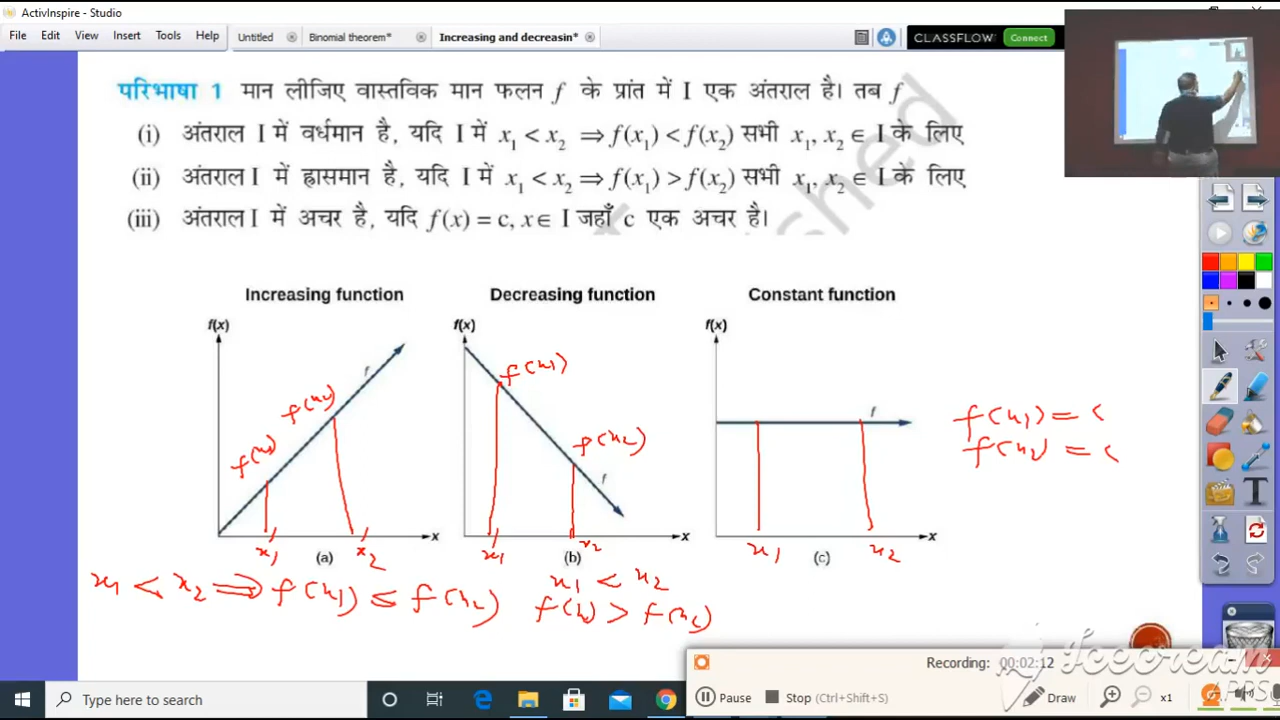 ActivInspire - Studio
File Edit View Insert Tools Help Untitled Binomial theorem* Increasing and decreasin* CLASSFLOW Connect
परिभाषा 1 मान लीजिए वास्तविक मान फलन f के प्रांत में I एक अंतराल है। तब f
(i) अंतराल I में वर्धमान है, यदि I में x₁ < x₂ ⇒ f(x₁) < f(x₂) सभी x₁, x₂ ∈ I के लिए
(ii) अंतराल I में ह्रासमान है, यदि I में x₁ < x₂ ⇒ f(x₁) > f(x₂) सभी x₁, x₂ ∈ I के लिए
(iii) अंतराल I में अचर है, यदि f(x) = c, x ∈ I जहाँ c एक अचर है।
Increasing function Decreasing function Constant function
f(x) f(x) f(x)
f(x₁)
f f(x₂)
f(x₁) f(x₂) f f(x₁) = c
f f(x₂) = c
x x x
x₁ x₂ x₁ x₂ x₁ x₂
(a) (b) (c)
x₁ < x₂ ⇒ f(x₁) ≤ f(x₂) x₁ < x₂
f(x₁) > f(x₂)
Recording: 00:02:12
Icecream
APPS
Pause Stop (Ctrl+Shift+S) Draw x1
Type here to search